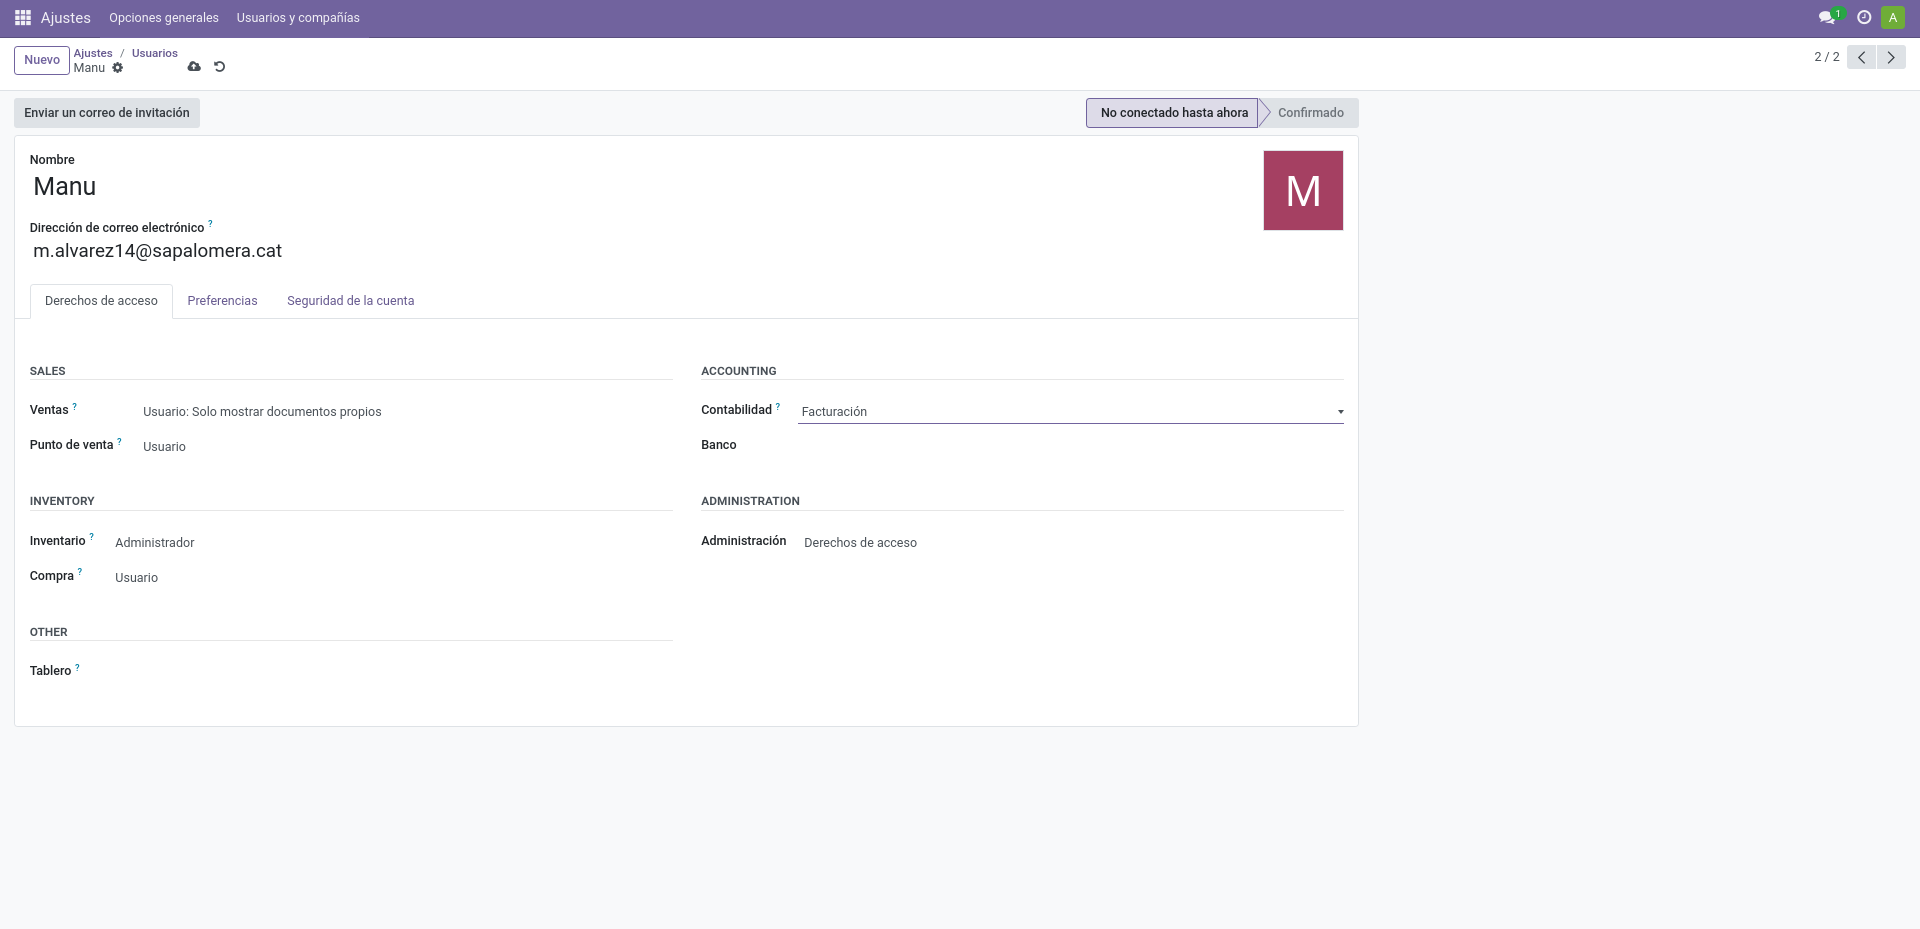 Ajustes Opciones generales Usuarios y compañías 1 A
Nuevo Ajustes / Usuarios
Manu
2 / 2
Enviar un correo de invitación
No conectado hasta ahora Confirmado
Nombre
Manu
M
Dirección de correo electrónico ?
m.alvarez14@sapalomera.cat
Derechos de acceso Preferencias Seguridad de la cuenta
SALES
Ventas ? Usuario: Solo mostrar documentos propios
Punto de venta ? Usuario
ACCOUNTING
Contabilidad ? Facturación
Banco
INVENTORY
Inventario ? Administrador
Compra ? Usuario
ADMINISTRATION
Administración Derechos de acceso
OTHER
Tablero ?